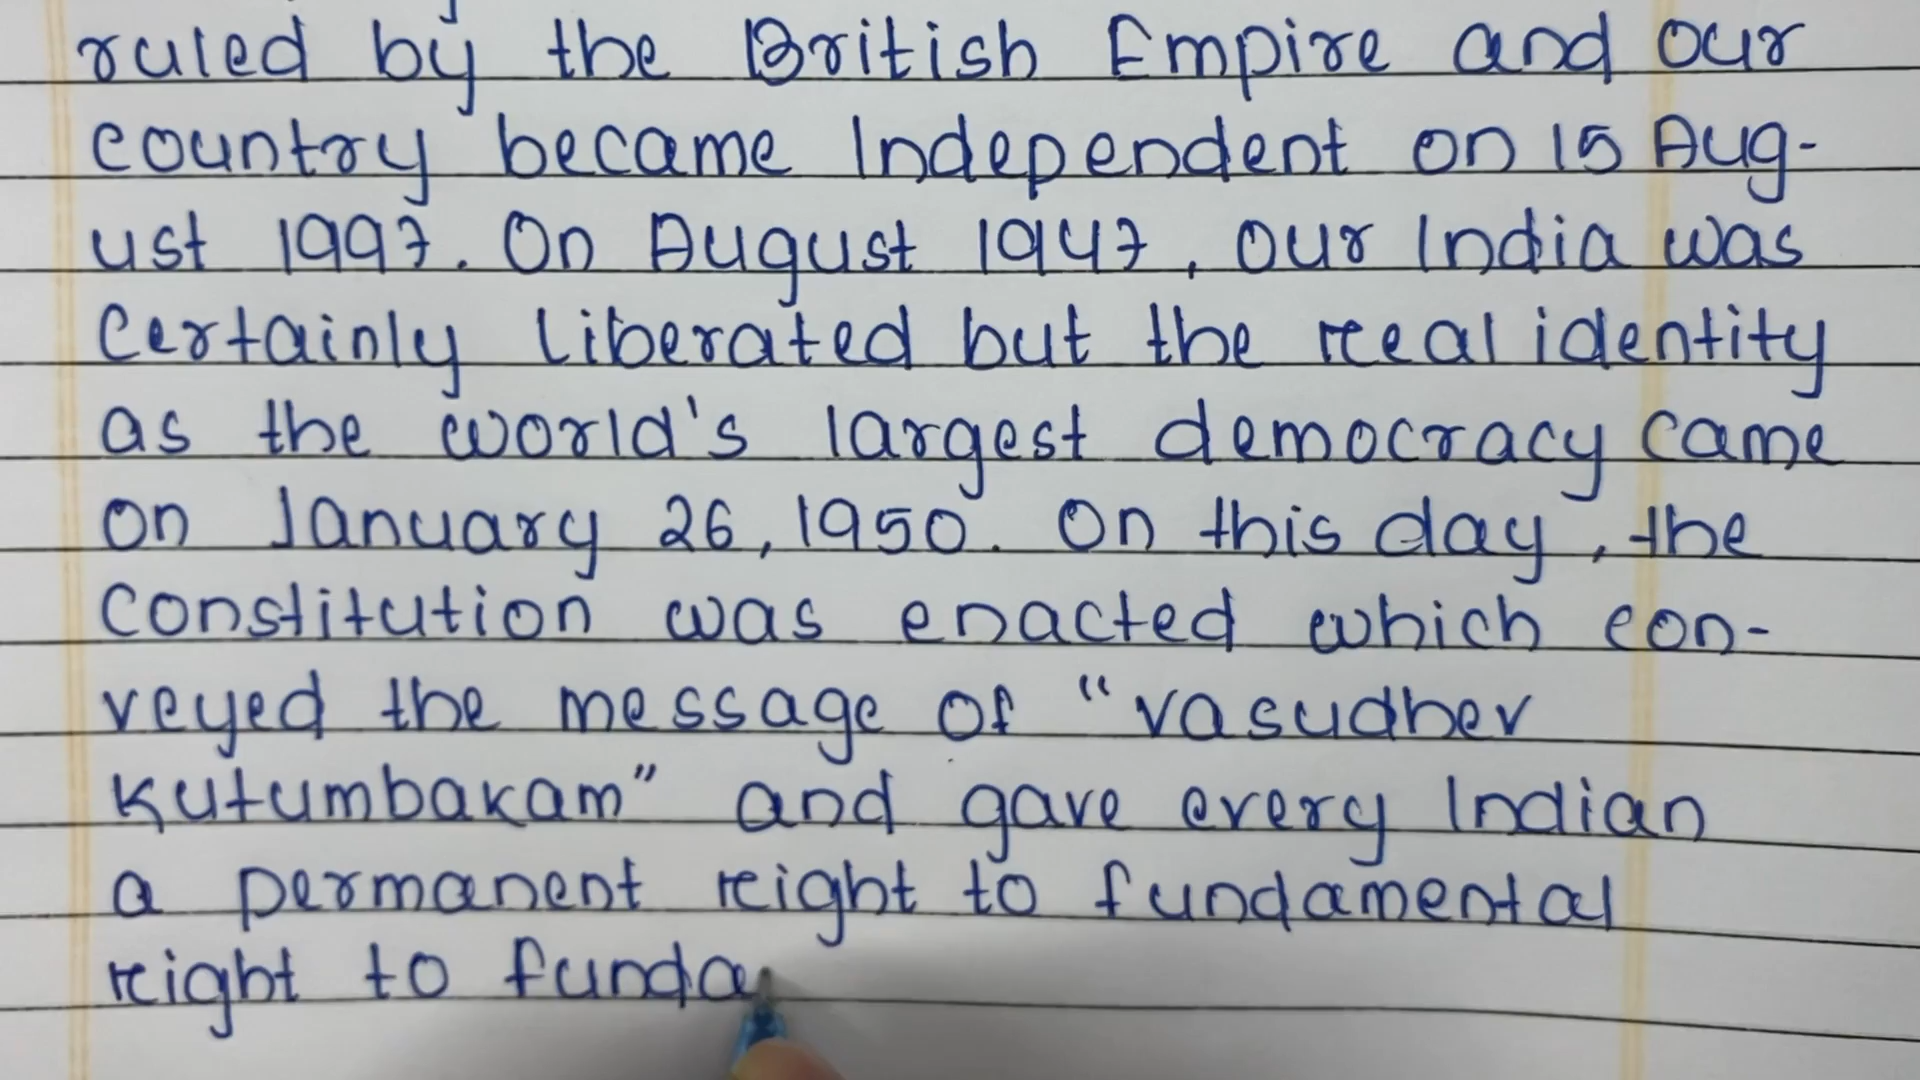 ruled by the British Empire and our
country became Independent on 15 Aug-
ust 1997. On August 1947, our India was
Certainly liberated but the real identity
as the world's largest democracy came
on January 26, 1950. On this day, the
Constitution was enacted which con-
veyed the message of "vasudhev
Kutumbakam" and gave every Indian
a permanent right to fundamental
right to funda